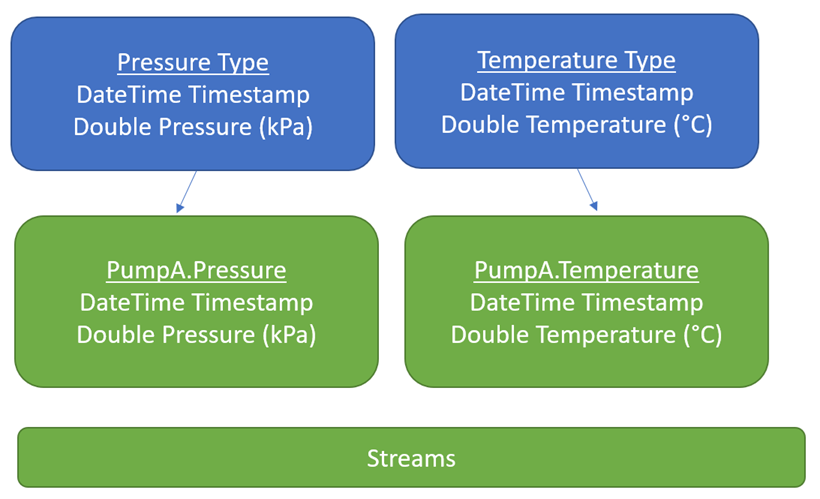 Pressure Type
DateTime Timestamp
Double Pressure (kPa)
Temperature Type
DateTime Timestamp
Double Temperature (°C)
PumpA.Pressure
DateTime Timestamp
Double Pressure (kPa)
PumpA.Temperature
DateTime Timestamp
Double Temperature (°C)
Streams